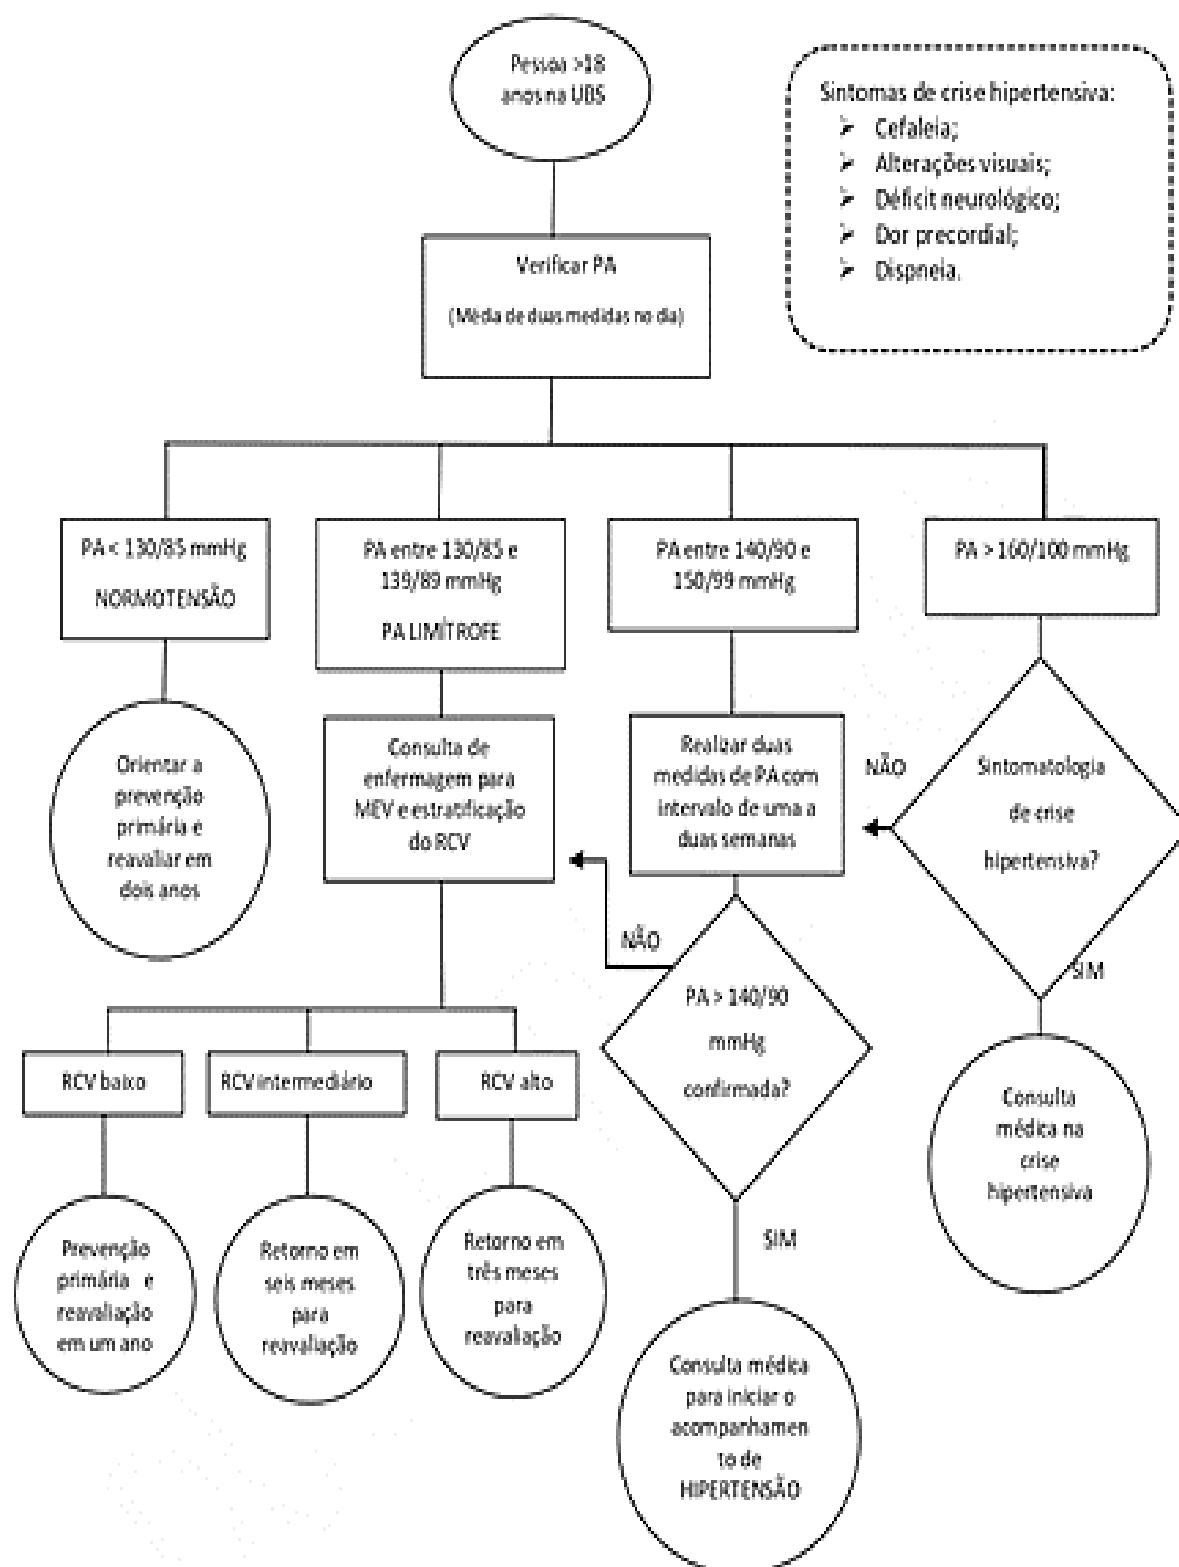 Pessoa >18
anos na UBS
Sintomas de crise hipertensiva:
➢ Cefaleia;
➢ Alterações visuais;
➢ Déficit neurológico;
➢ Dor precordial;
➢ Dispneia.
Verificar PA
(Média de duas medidas no dia)
PA < 130/85 mmHg
NORMOTENSÃO
PA entre 130/85 e
139/89 mmHg
PA LIMÍTROFE
PA entre 140/90 e
150/99 mmHg
PA > 160/100 mmHg
Orientar a
prevenção
primária e
reavaliar em
dois anos
Consulta de
enfermagem para
MEV e estratificação
do RCV
Realizar duas
medidas de PA com
intervalo de uma a
duas semanas
NÃO
Sintomatologia
de crise
hipertensiva?
NÃO
SIM
PA > 140/90
mmHg
confirmada?
RCV baixo
RCV intermediário
RCV alto
Consulta
médica na
crise
hipertensiva
Prevenção
primária e
reavaliação
em um ano
Retorno em
seis meses
para
reavaliação
Retorno em
três meses
para
reavaliação
SIM
Consulta médica
para iniciar o
acompanhamen
to de
HIPERTENSÃO